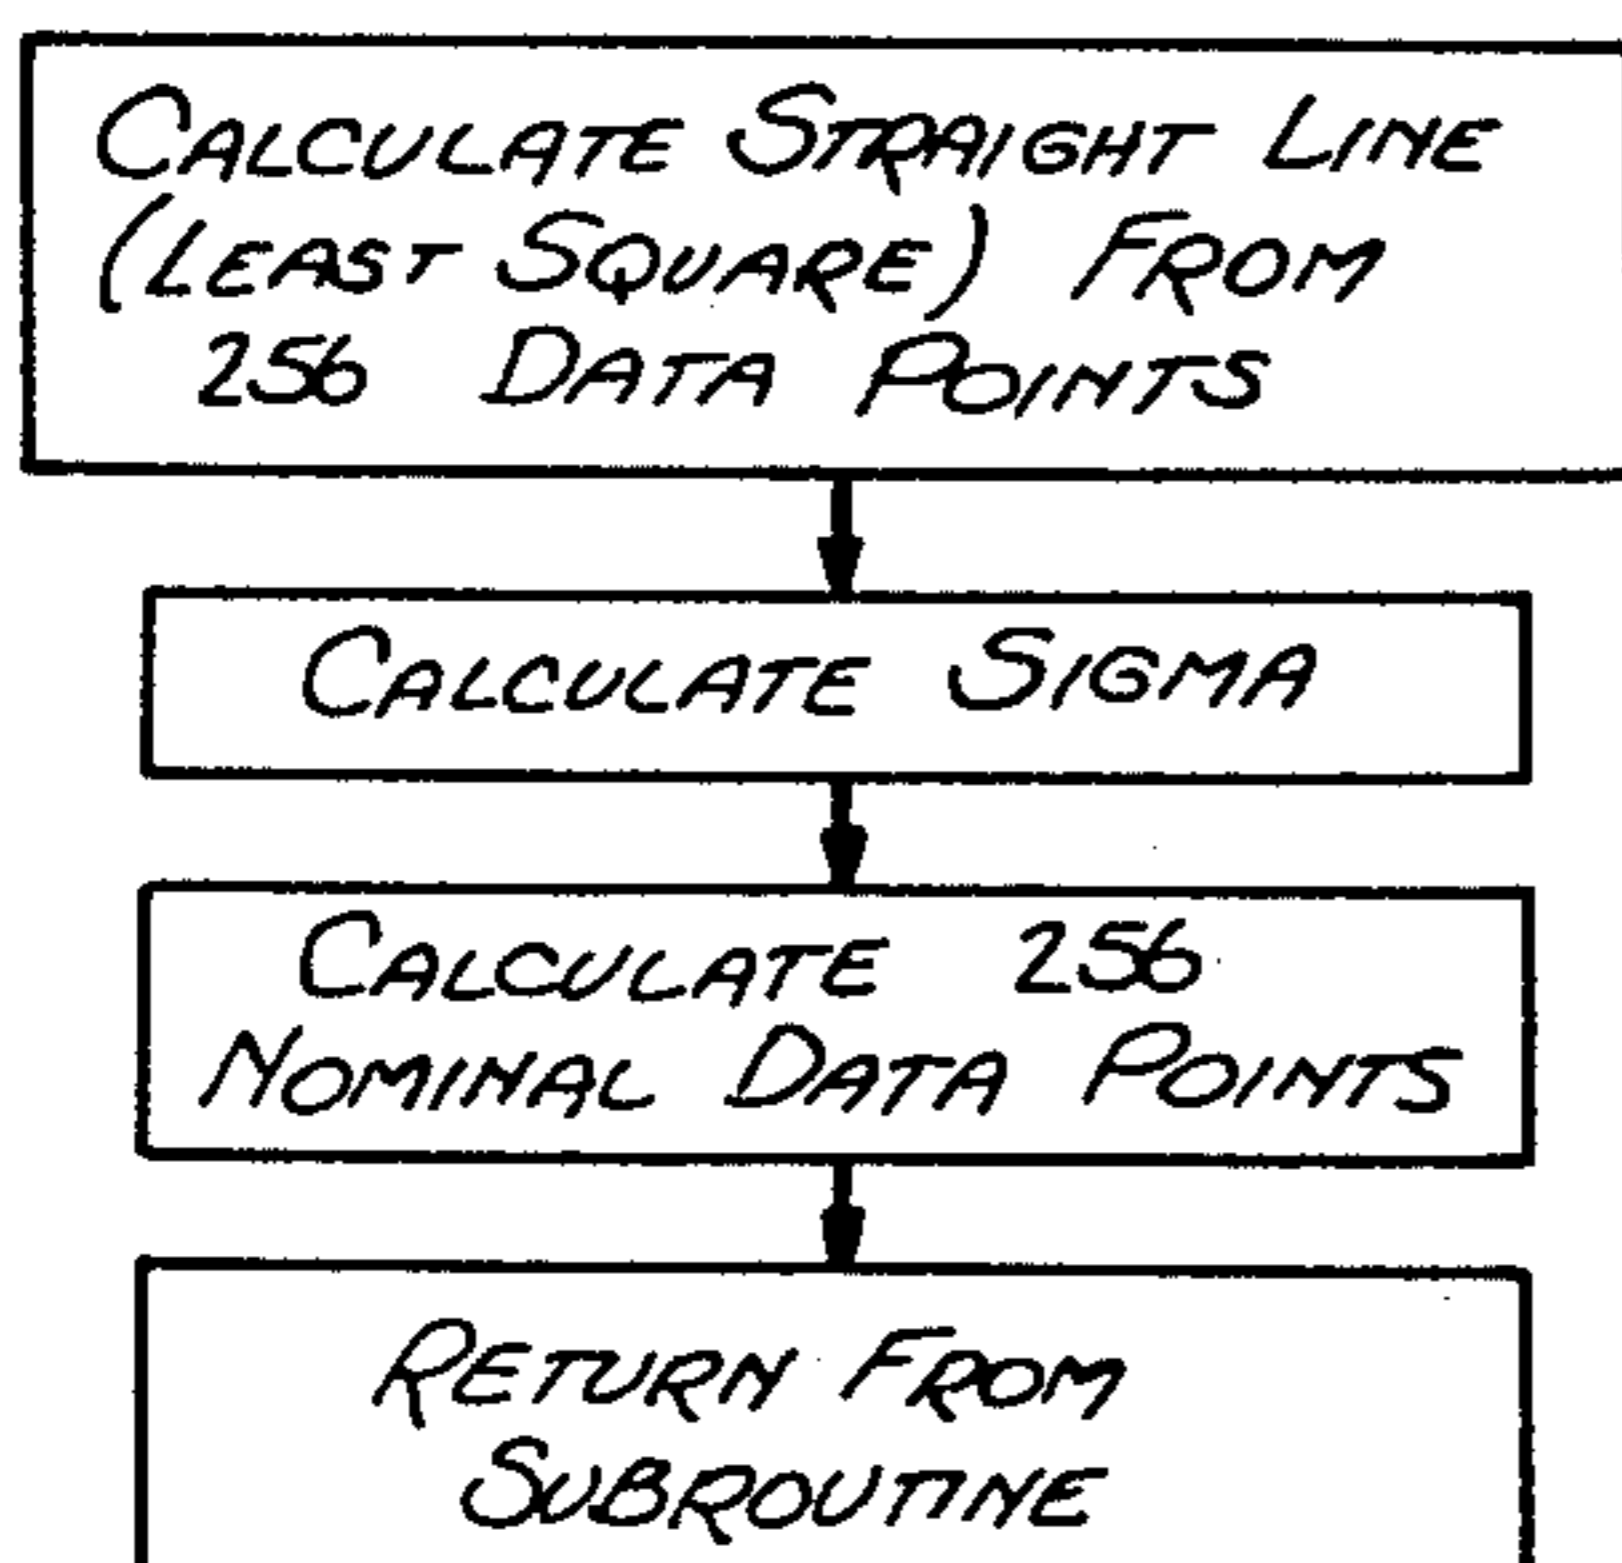 CALCULATE STRAIGHT LINE
(LEAST SQUARE) FROM
256 DATA POINTS
CALCULATE SIGMA
CALCULATE 256
NOMINAL DATA POINTS
RETURN FROM
SUBROUTINE